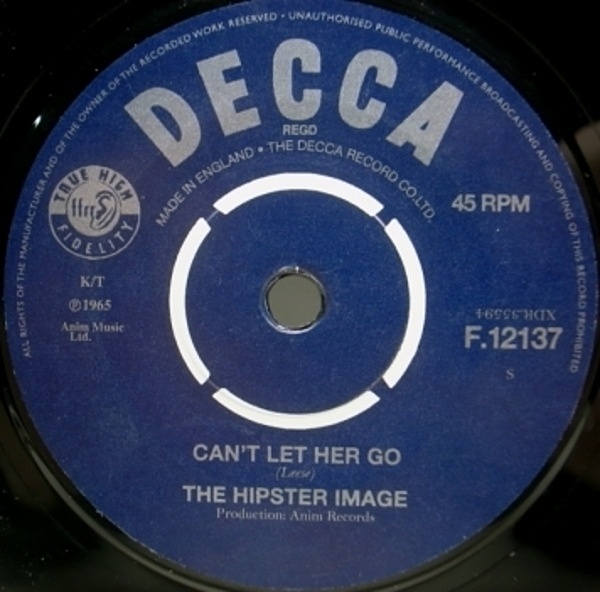 ALL RIGHTS OF THE MANUFACTURER AND OF THE OWNER OF THE RECORDED WORK RESERVED • UNAUTHORISED PUBLIC PERFORMANCE BROADCASTING AND COPYING OF THIS RECORD PROHIBITED
DECCA
REGD
MADE IN ENGLAND • THE DECCA RECORD CO. LTD.
TRUE HIGH
ffrr
FIDELITY
45 RPM
K/T
℗1965
Anim Music
Ltd.
XDR.35594
F.12137
S
CAN'T LET HER GO
THE HIPSTER IMAGE
Production: Anim Records